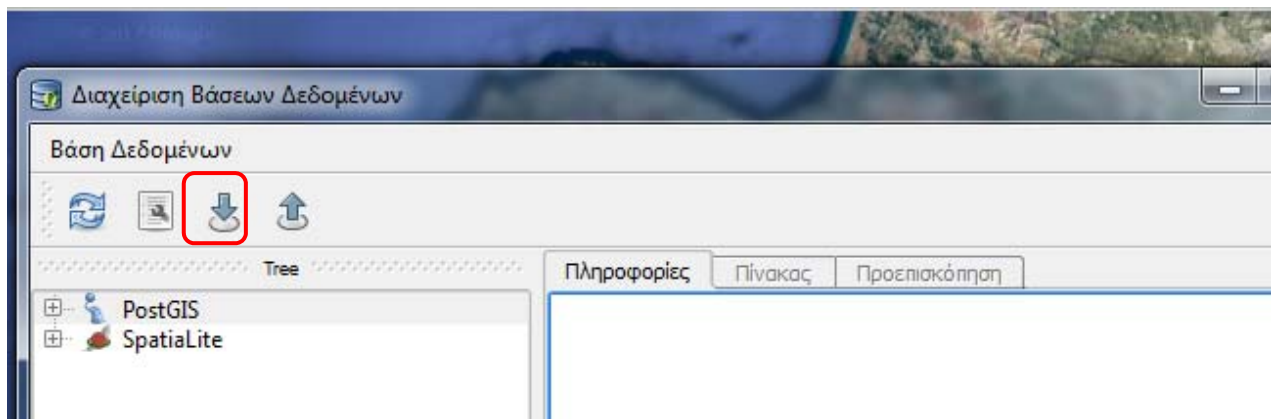 Διαχείριση Βάσεων Δεδομένων
Βάση Δεδομένων
Tree
Πληροφορίες Πίνακας Προεπισκόπηση
PostGIS
SpatiaLite